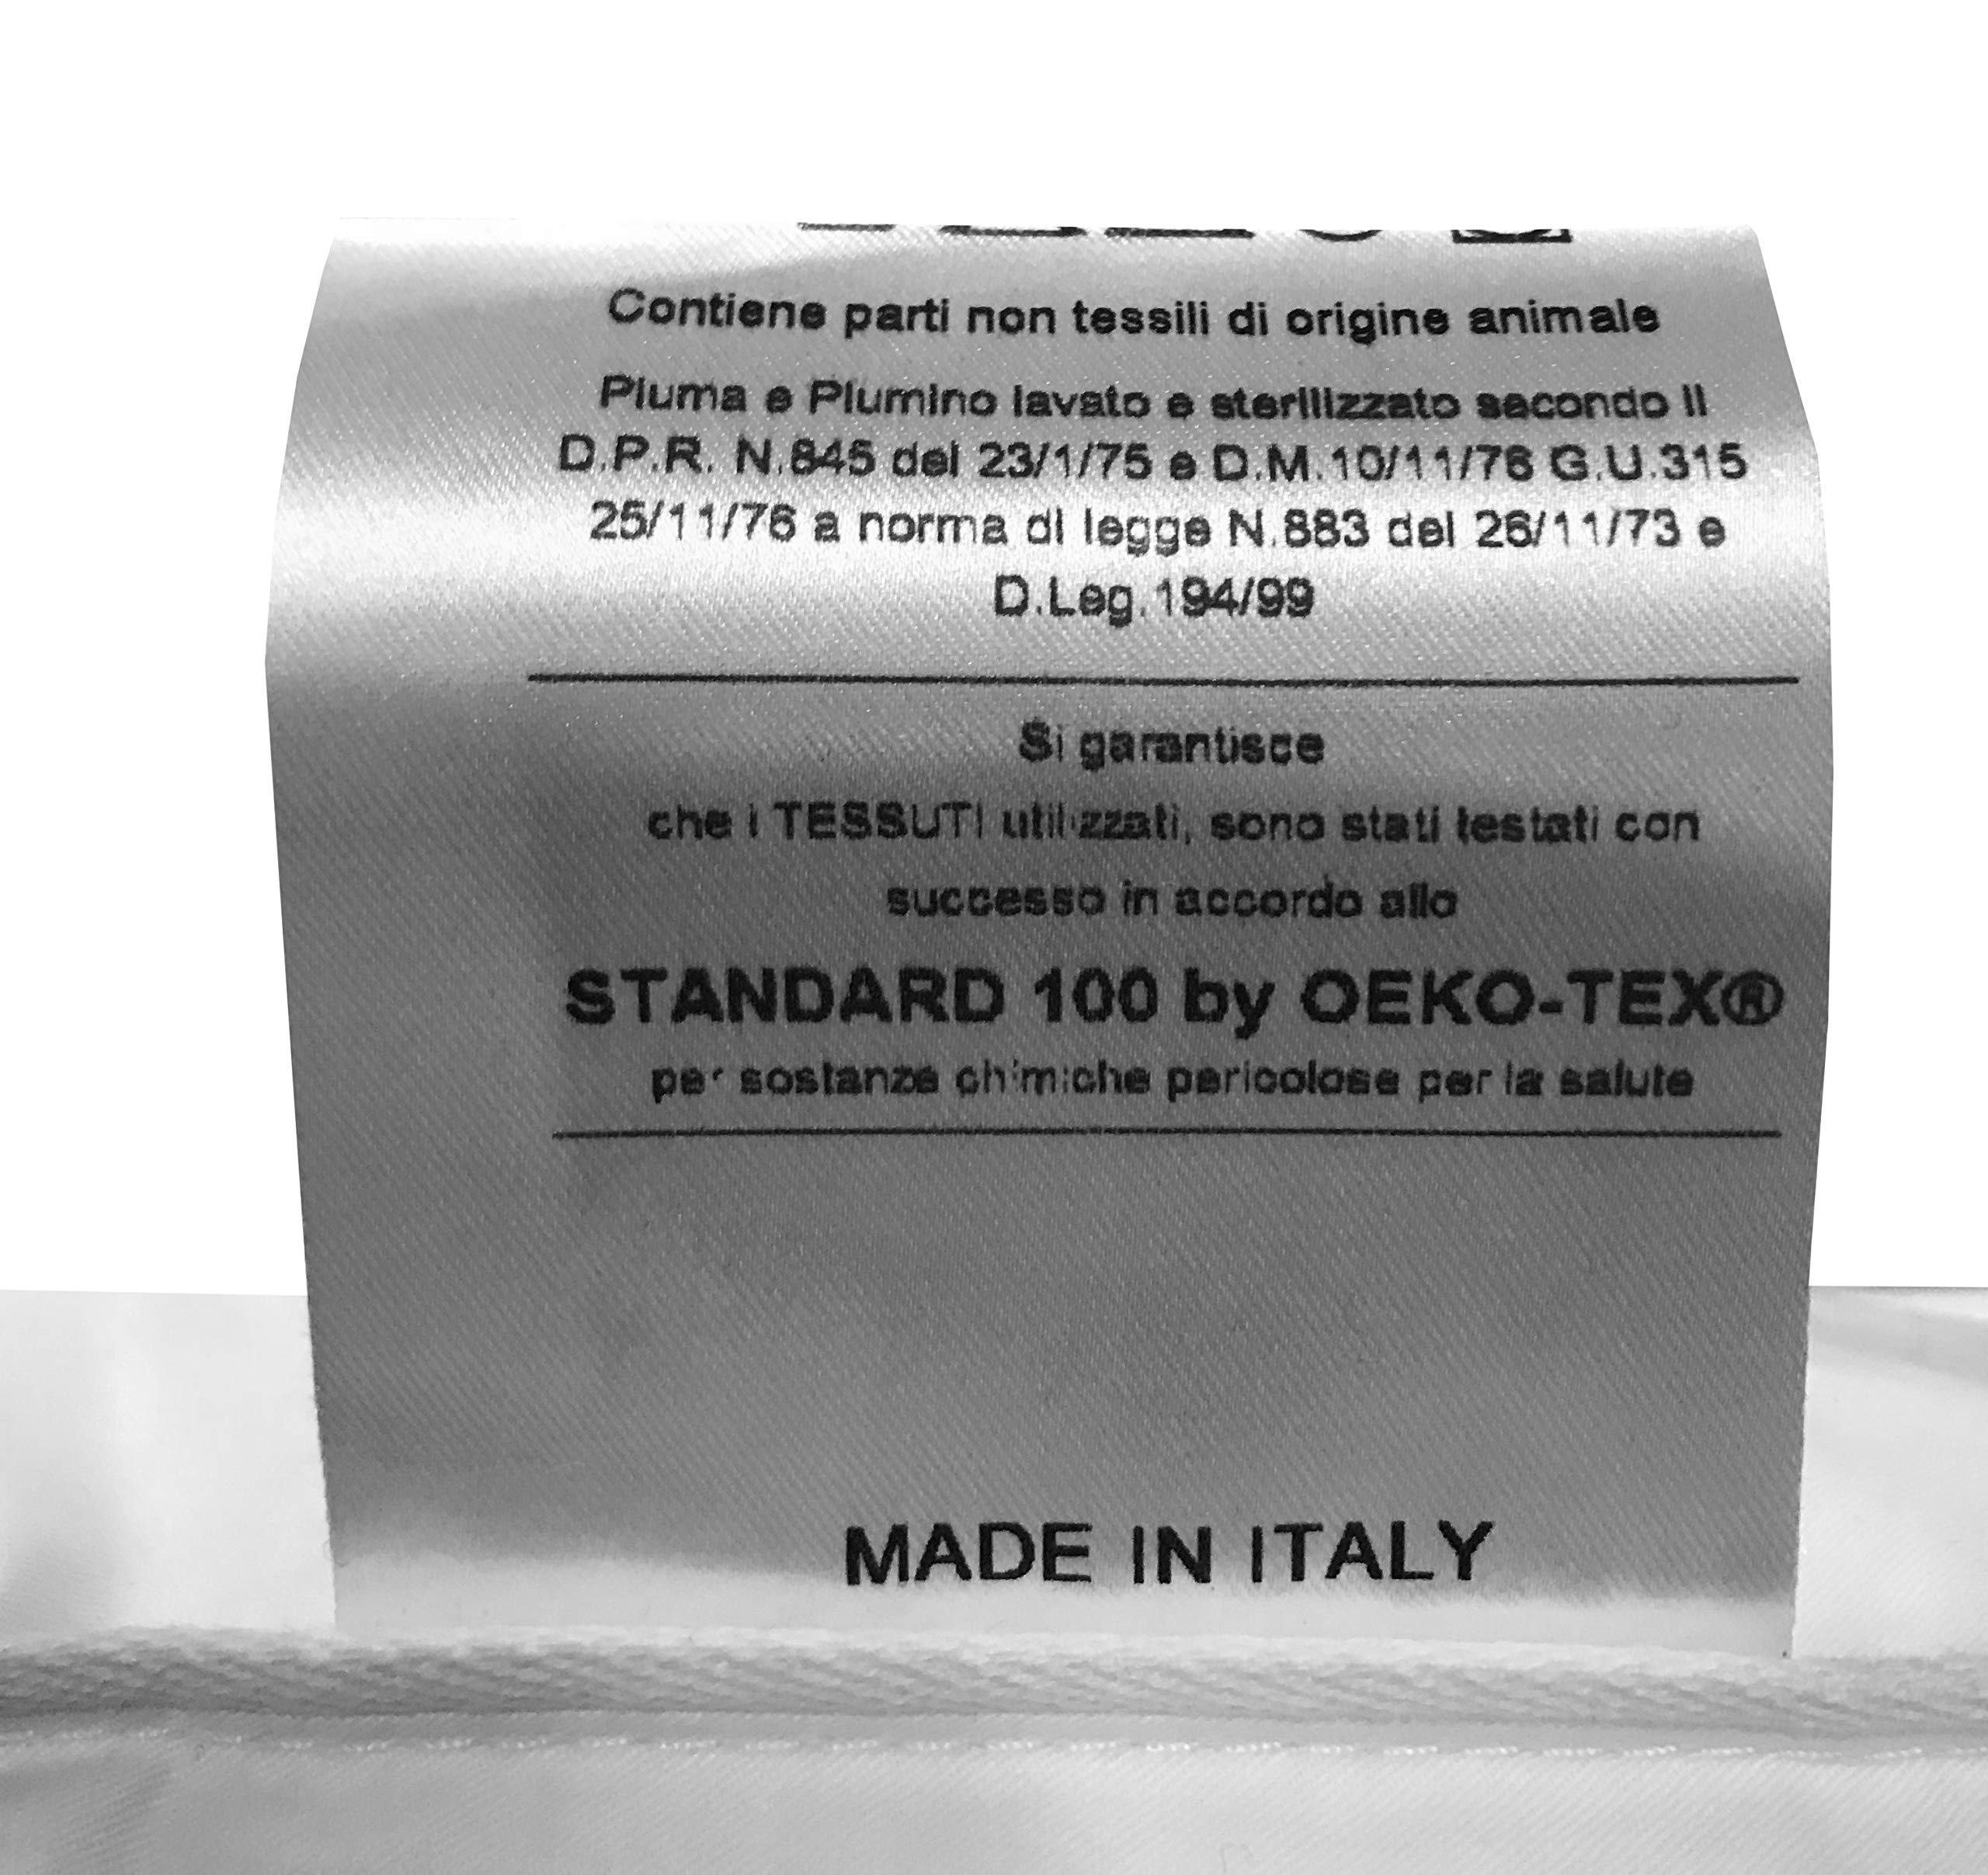 Contiene parti non tessili di origine animale
Piuma e Piumino lavato e sterilizzato secondo il
D.P.R. N.845 del 23/1/75 e D.M.10/11/76 G.U.315
25/11/76 a norma di legge N.883 del 26/11/73 e
D.Leg.194/99
Si garantisce
che i TESSUTI utilizzati, sono stati testati con
successo in accordo allo
STANDARD 100 by OEKO-TEX®
per sostanze chimiche pericolose per la salute
MADE IN ITALY